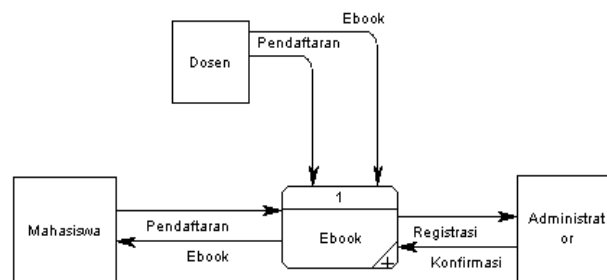 Ebook
Pendaftaran
Dosen
1
Mahasiswa
Pendaftaran
Ebook
Ebook
Registrasi
Konfirmasi
Administrat
or